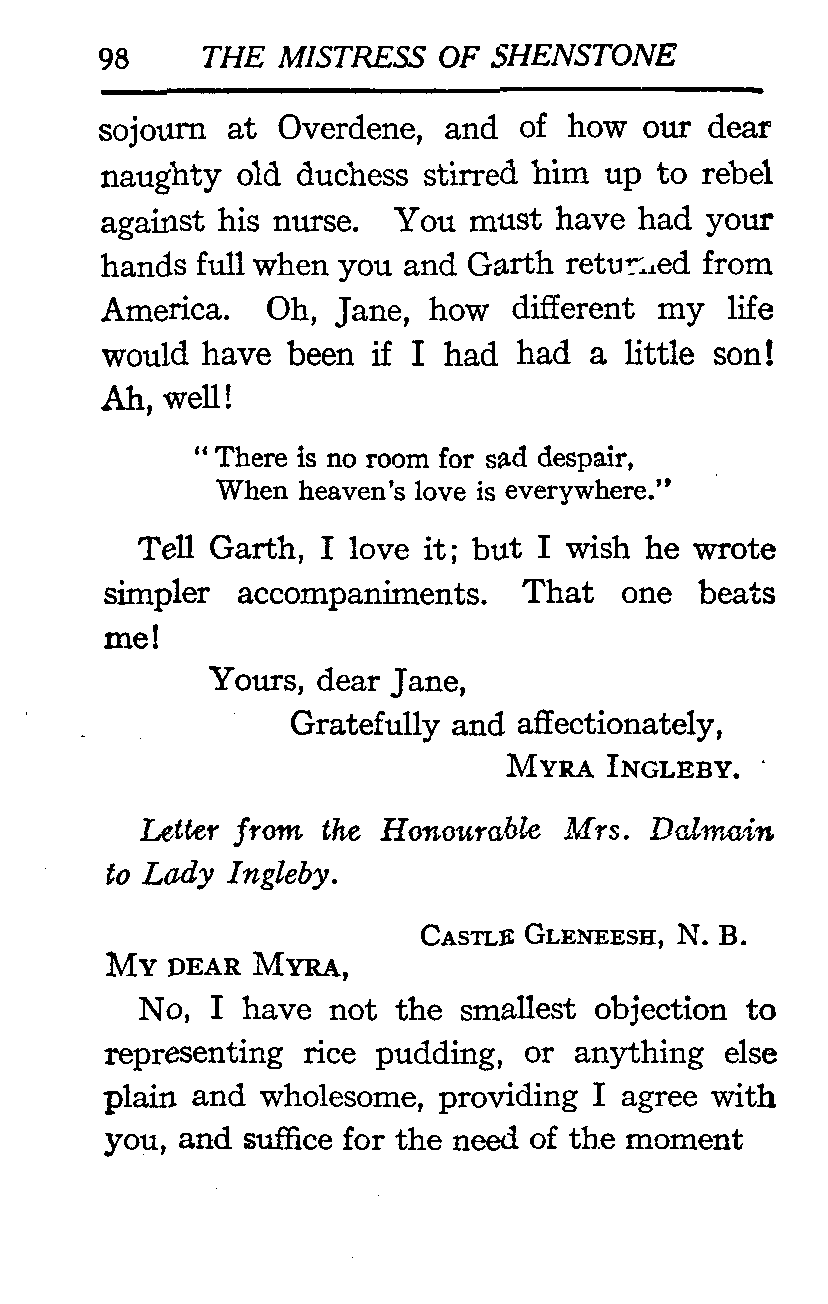 98 THE MISTRESS OF SHENSTONE
sojourn at Overdene, and of how our dear
naughty old duchess stirred him up to rebel
against his nurse. You must have had your
hands full when you and Garth returned from
America. Oh, Jane, how different my life
would have been if I had had a little son!
Ah, well!
"There is no room for sad despair,
When heaven's love is everywhere."
Tell Garth, I love it; but I wish he wrote
simpler accompaniments. That one beats
me!
Yours, dear Jane,
Gratefully and affectionately,
MYRA INGLEBY.
Letter from the Honourable Mrs. Dalmain
to Lady Ingleby.
CASTLE GLENEESH, N. B.
MY DEAR MYRA,
No, I have not the smallest objection to
representing rice pudding, or anything else
plain and wholesome, providing I agree with
you, and suffice for the need of the moment